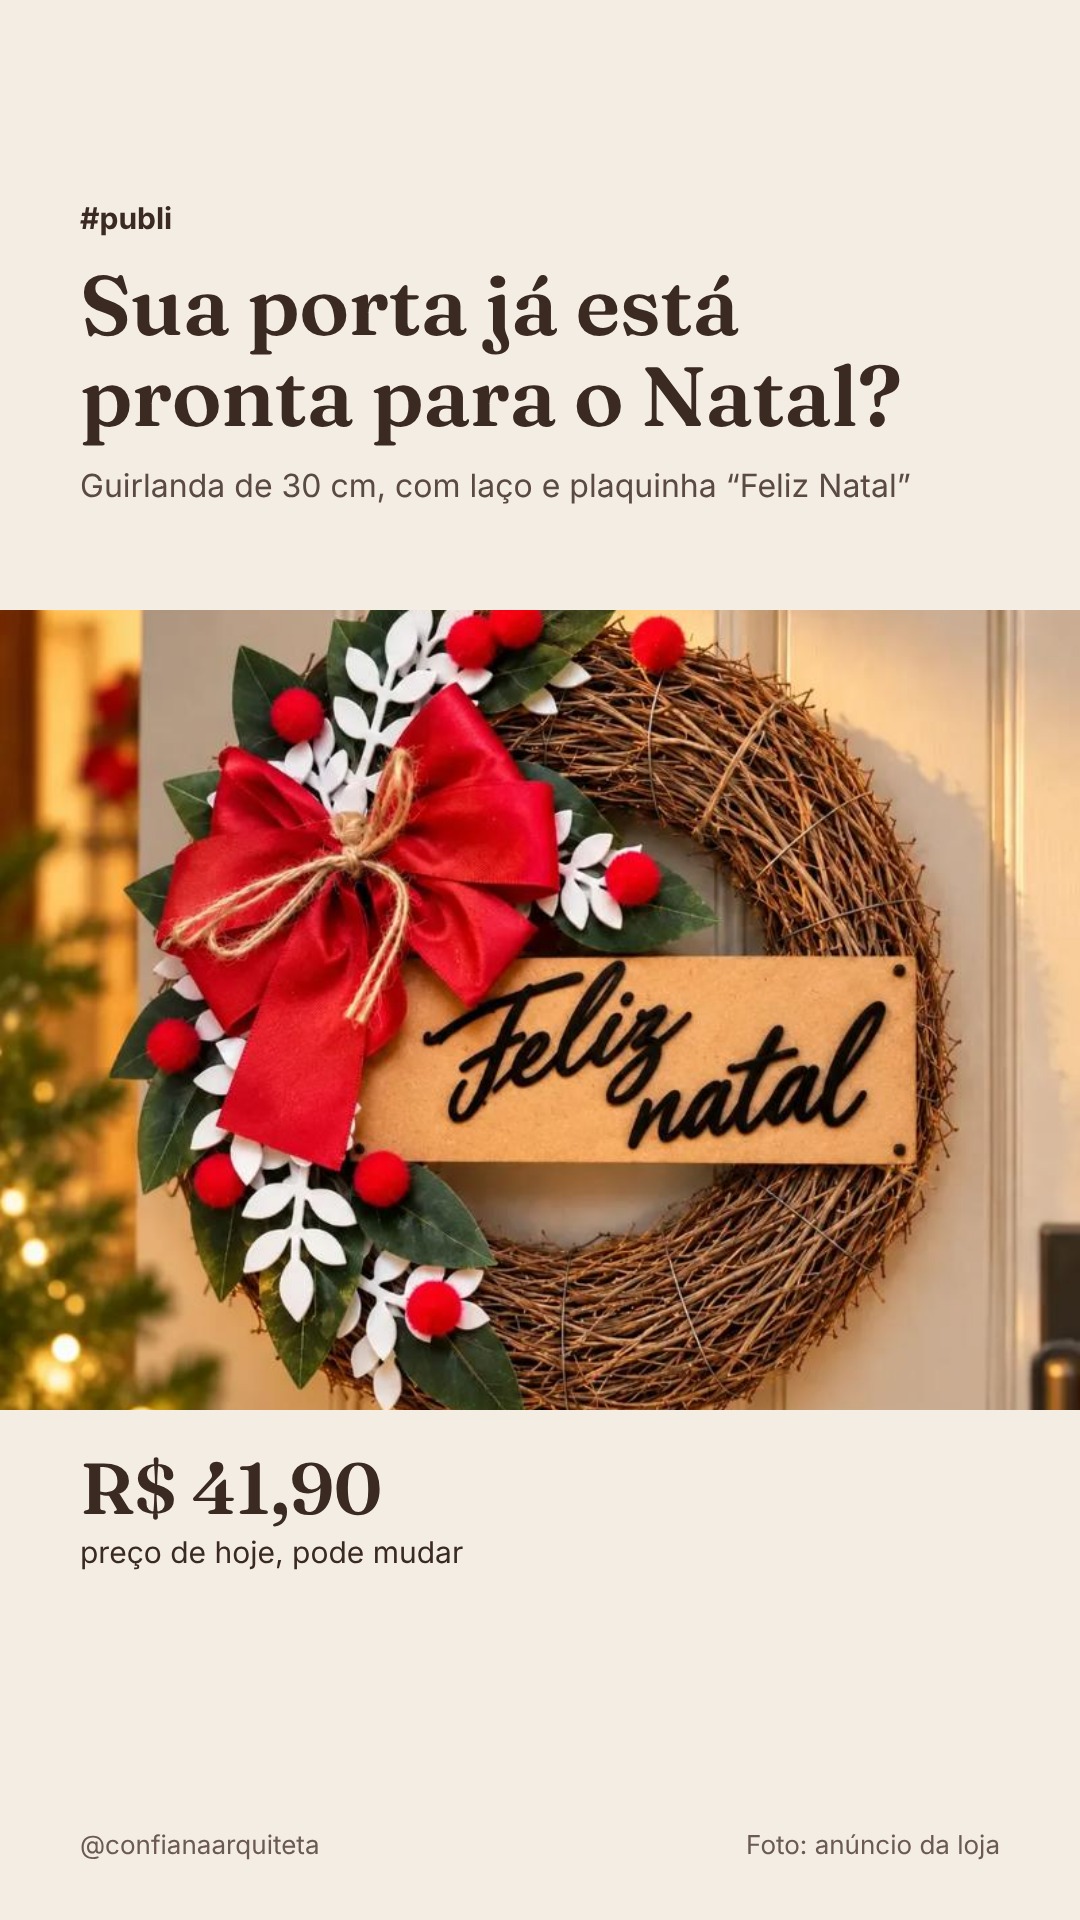 #publi
Sua porta já está
pronta para o Natal?
Guirlanda de 30 cm, com laço e plaquinha “Feliz Natal”
Feliz
natal
R$ 41,90
preço de hoje, pode mudar
@confianaarquiteta
Foto: anúncio da loja